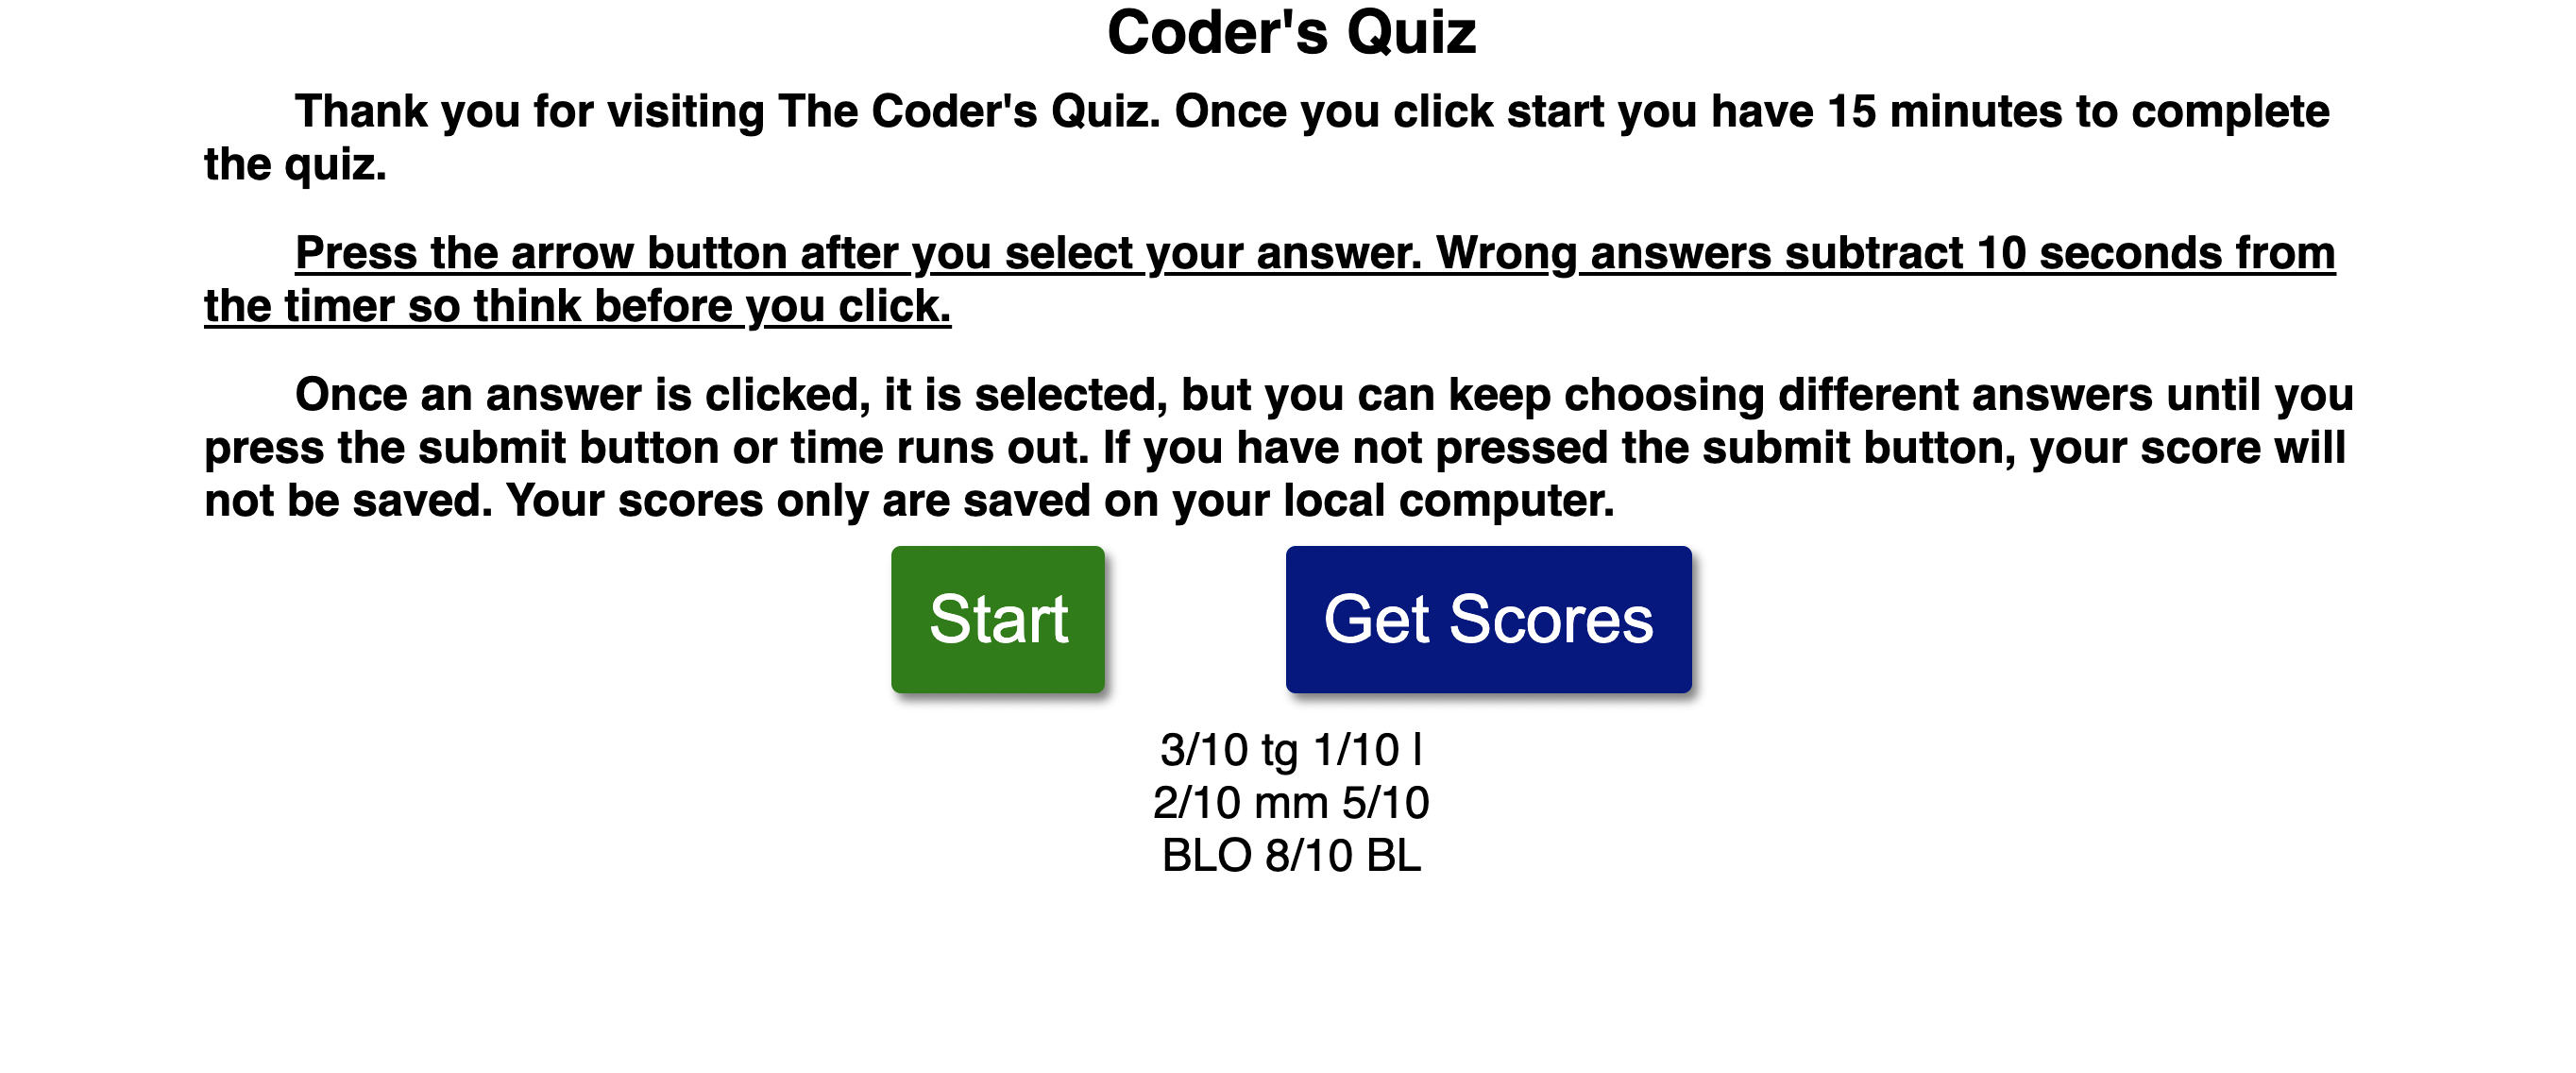 Coder's Quiz
Thank you for visiting The Coder's Quiz. Once you click start you have 15 minutes to complete
the quiz.
Press the arrow button after you select your answer. Wrong answers subtract 10 seconds from
the timer so think before you click.
Once an answer is clicked, it is selected, but you can keep choosing different answers until you
press the submit button or time runs out. If you have not pressed the submit button, your score will
not be saved. Your scores only are saved on your local computer.
Start
Get Scores
3/10 tg 1/10 l
2/10 mm 5/10
BLO 8/10 BL